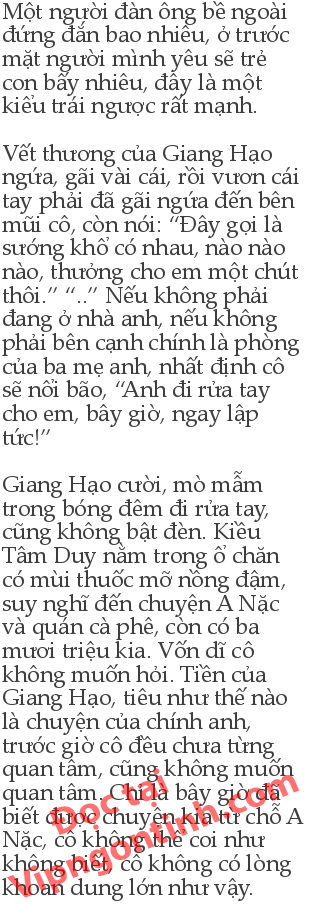 Một người đàn ông bề ngoài
đứng đắn bao nhiêu, ở trước
mặt người mình yêu sẽ trẻ
con bấy nhiêu, đây là một
kiểu trái ngược rất mạnh.
Vết thương của Giang Hạo
ngứa, gãi vài cái, rồi vươn cái
tay phải đã gãi ngứa đến bên
mũi cô, còn nói: “Đây gọi là
sướng khổ có nhau, nào nào
nào, thưởng cho em một chút
thôi.” “..” Nếu không phải
đang ở nhà anh, nếu không
phải bên cạnh chính là phòng
của ba mẹ anh, nhất định cô
sẽ nổi bão, “Anh đi rửa tay
cho em, bây giờ, ngay lập
tức!”
Giang Hạo cười, mò mẫm
trong bóng đêm đi rửa tay,
cũng không bật đèn. Kiều
Tâm Duy nằm trong ổ chăn
có mùi thuốc mỡ nồng đậm,
suy nghĩ đến chuyện A Nặc
và quán cà phê, còn có ba
mươi triệu kia. Vốn dĩ cô
không muốn hỏi. Tiền của
Giang Hạo, tiêu như thế nào
là chuyện của chính anh,
trước giờ cô đều chưa từng
quan tâm, cũng không muốn
quan tâm. Chỉ là bây giờ đã
biết được chuyện kia từ chỗ A
Nặc, cô không thể coi như
không biết, cô không có lòng
khoan dung lớn như vậy.
Đọc tại
Vipngontinh.com